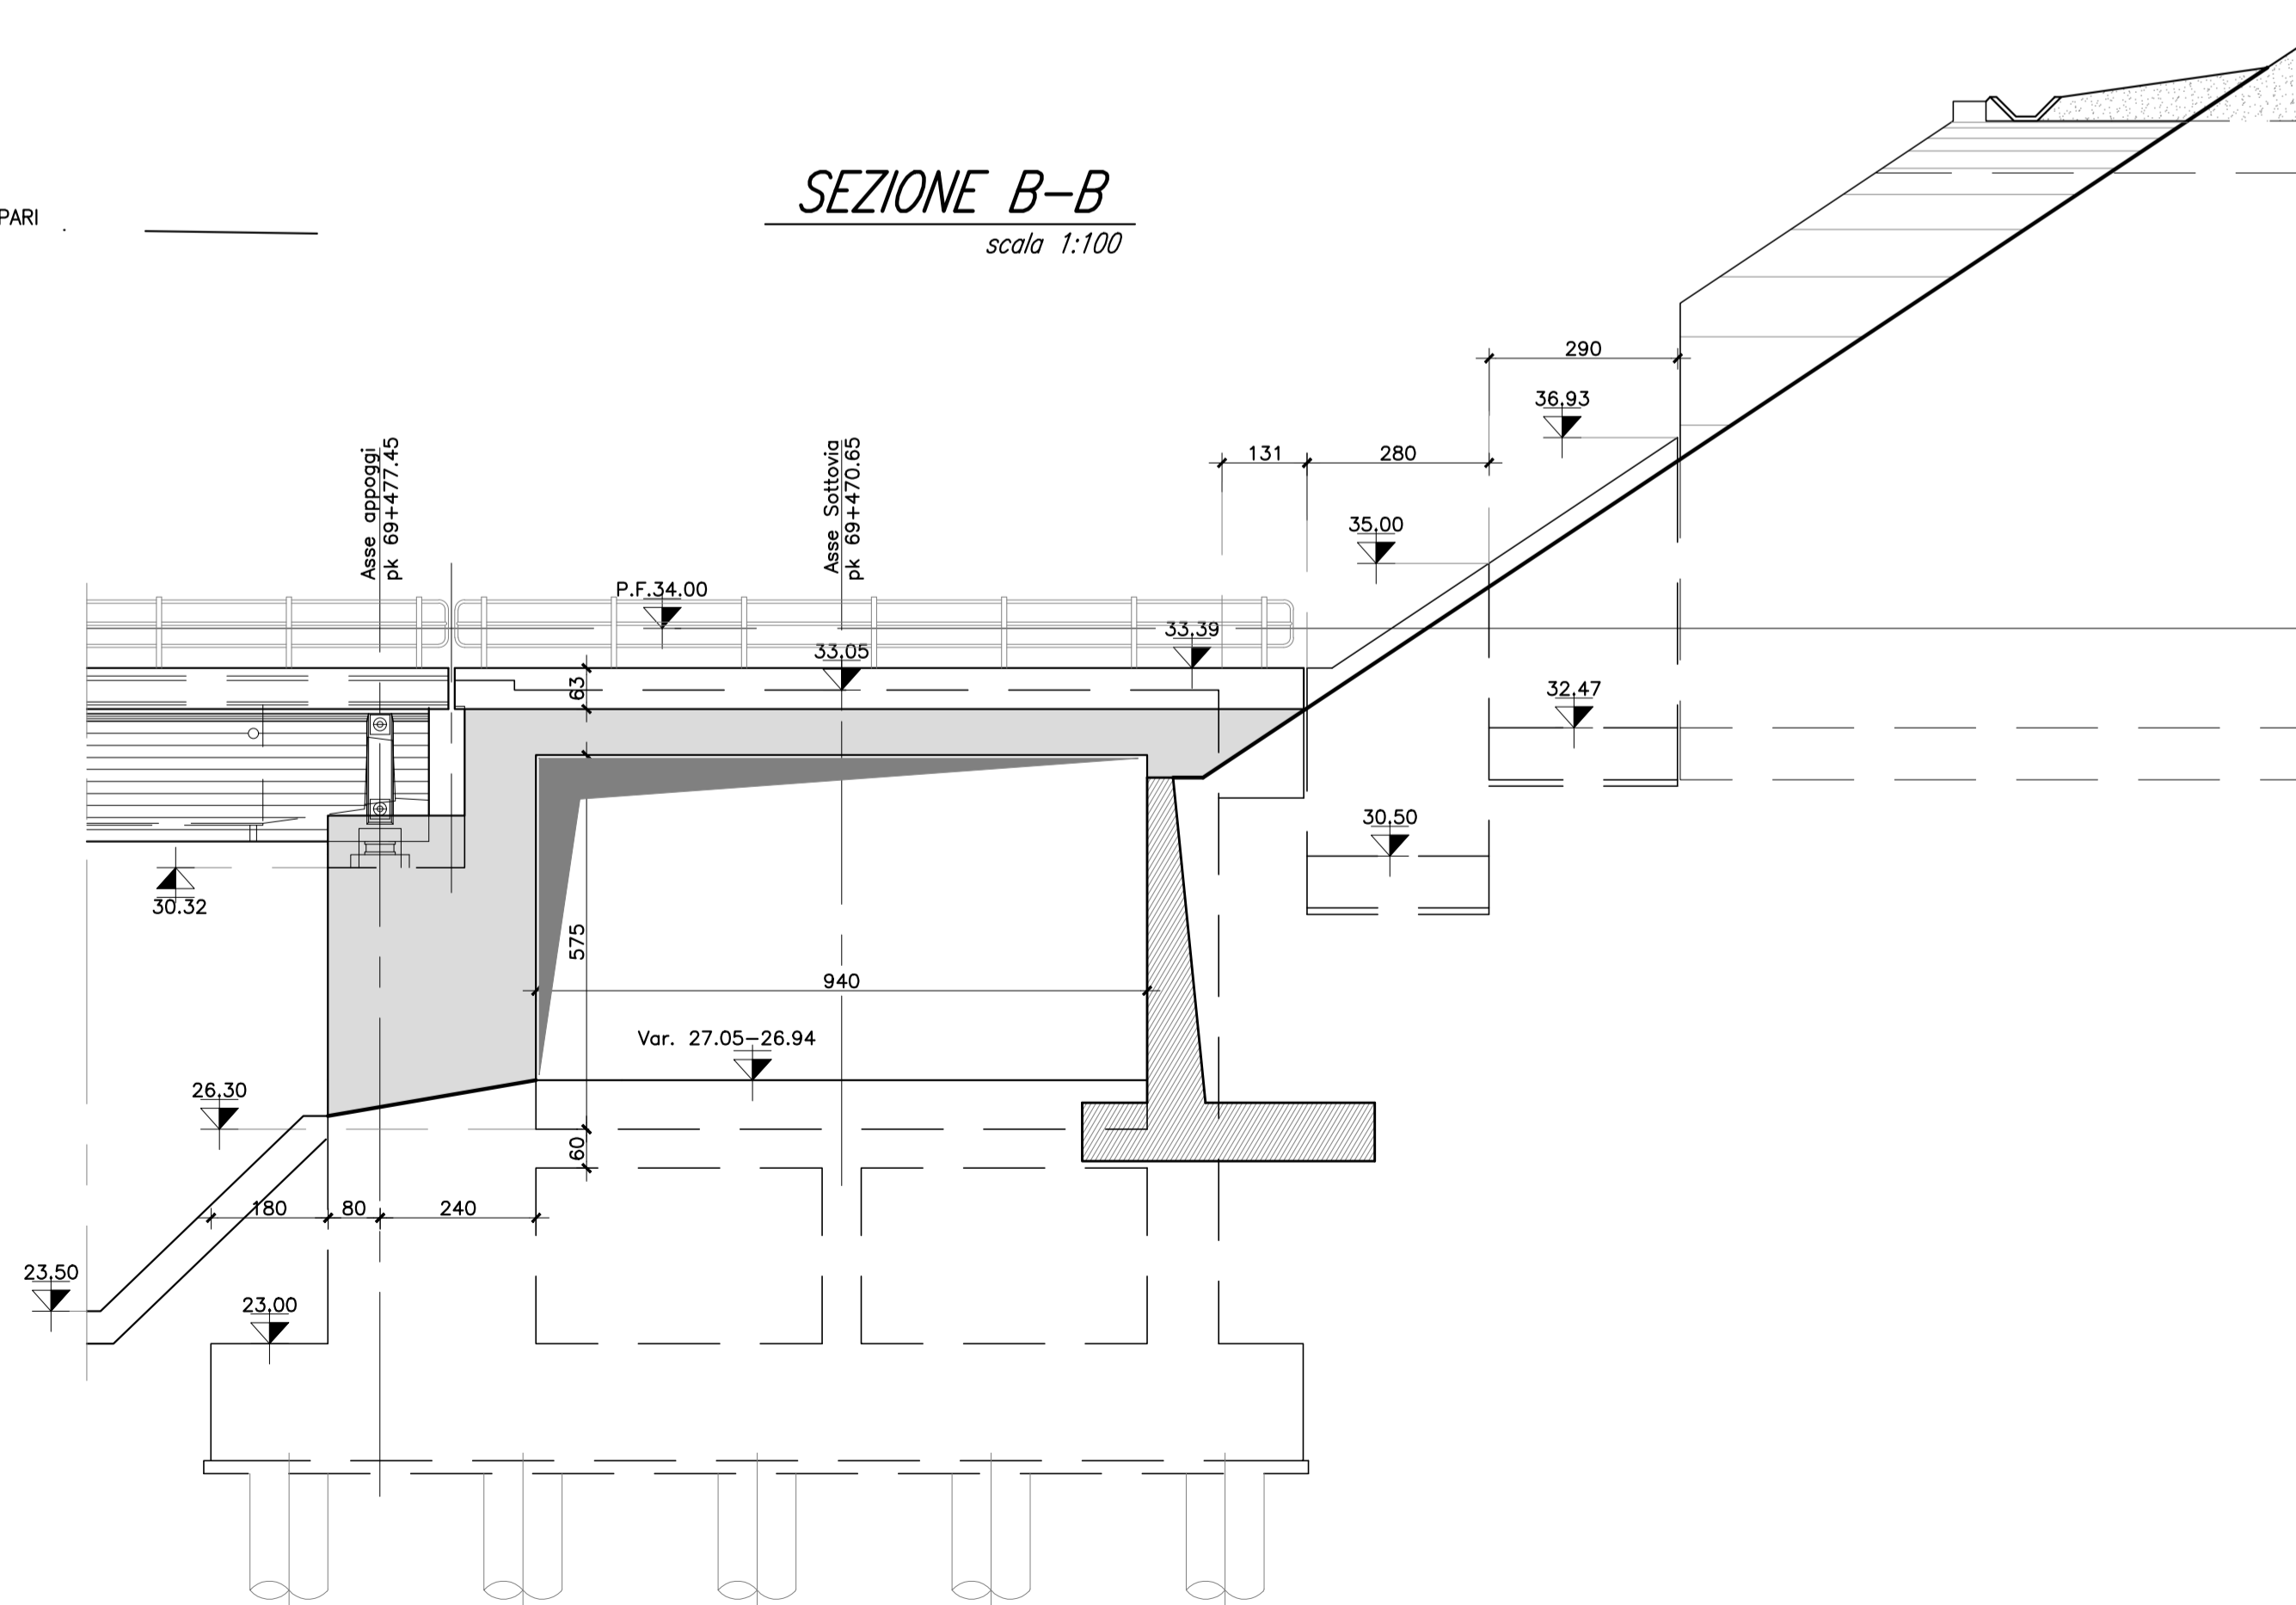 PARI
SEZIONE B-B
scala 1:100
290
36.93
131
280
35.00
Asse appoggi
pk 69+477.45
Asse Sottovia
pk 69+470.65
P.F.34.00
33.39
33.05
63
32.47
30.50
30.32
575
940
Var. 27.05-26.94
26.30
60
180
80
240
23.50
23.00